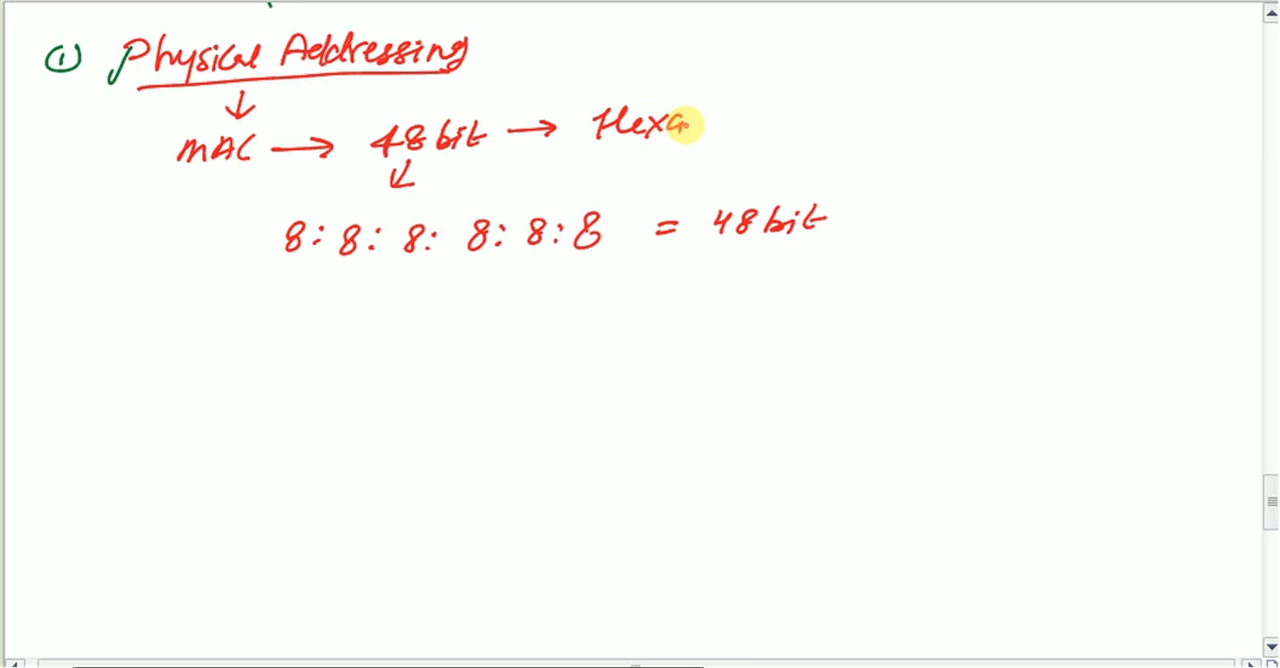 ① Physical Addressing
↓
MAC → 48 bit → Hexa
↓
8: 8: 8: 8: 8: 8 = 48 bit